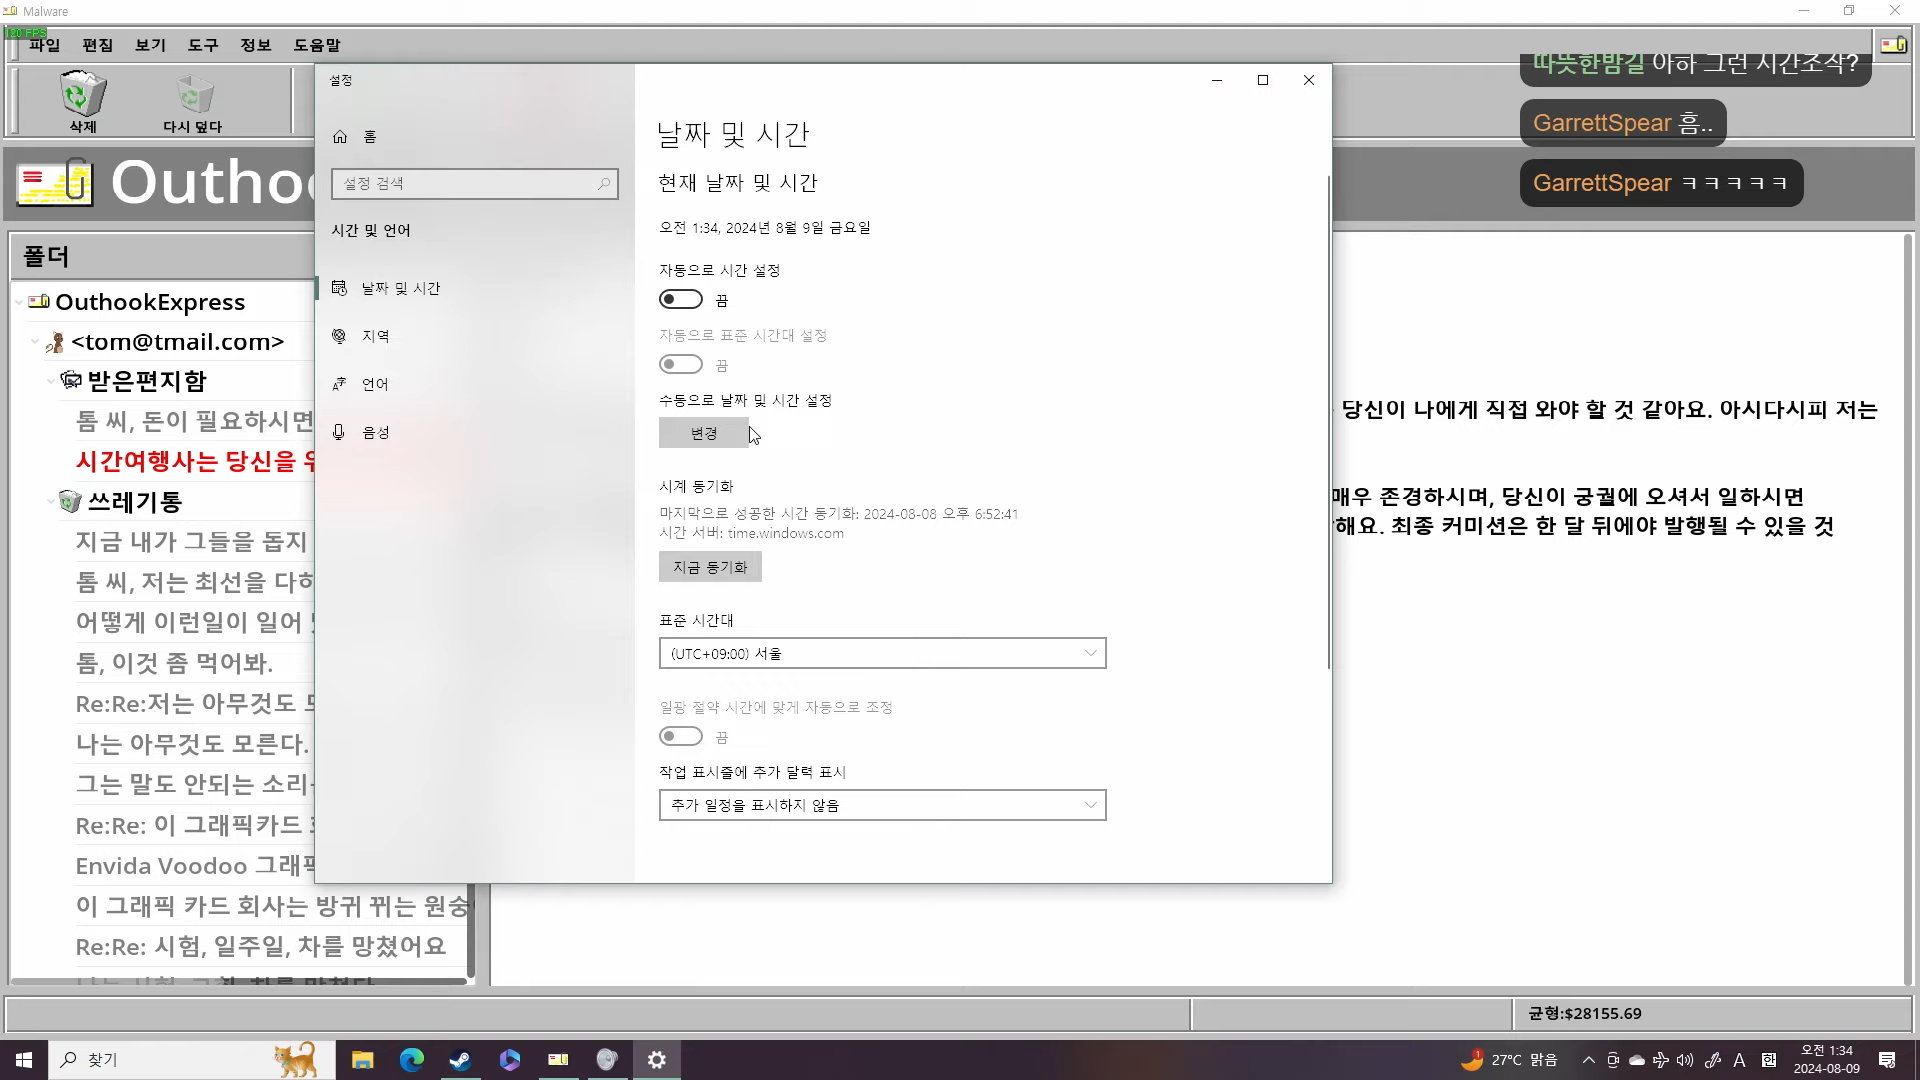 Malware
120 FPS
파일 편집 보기 도구 정보 도움말
삭제
다시 덮다
Outhoo
폴더
OuthookExpress
<tom@tmail.com>
받은편지함
톰 씨, 돈이 필요하시면
시간여행사는 당신을
쓰레기통
지금 내가 그들을 돕지
톰 씨, 저는 최선을 다하
어떻게 이런일이 일어
톰, 이것 좀 먹어봐.
Re:Re:저는 아무것도
나는 아무것도 모른다.
그는 말도 안되는 소리
Re:Re: 이 그래픽카드
Envida Voodoo 그래픽
이 그래픽 카드 회사는 방귀 뀌는 원숭
Re:Re: 시험, 일주일, 차를 망쳤어요
설정
홈
설정 검색
시간 및 언어
날짜 및 시간
지역
언어
음성
날짜 및 시간
현재 날짜 및 시간
오전 1:34, 2024년 8월 9일 금요일
자동으로 시간 설정
끔
자동으로 표준 시간대 설정
끔
수동으로 날짜 및 시간 설정
변경
시계 동기화
마지막으로 성공한 시간 동기화: 2024-08-08 오후 6:52:41
시간 서버: time.windows.com
지금 동기화
표준 시간대
(UTC+09:00) 서울
일광 절약 시간에 맞게 자동으로 조정
끔
작업 표시줄에 추가 달력 표시
추가 일정을 표시하지 않음
따뜻한밤길 아하 그런 시간조작?
GarrettSpear 흠..
GarrettSpear ㅋㅋㅋㅋㅋ
당신이 나에게 직접 와야 할 것 같아요. 아시다시피 저는
매우 존경하시며, 당신이 궁궐에 오셔서 일하시면
해요. 최종 커미션은 한 달 뒤에야 발행될 수 있을 것
균형:$28155.69
찾기
1
27°C 맑음
A
한
오전 1:34
2024-08-09